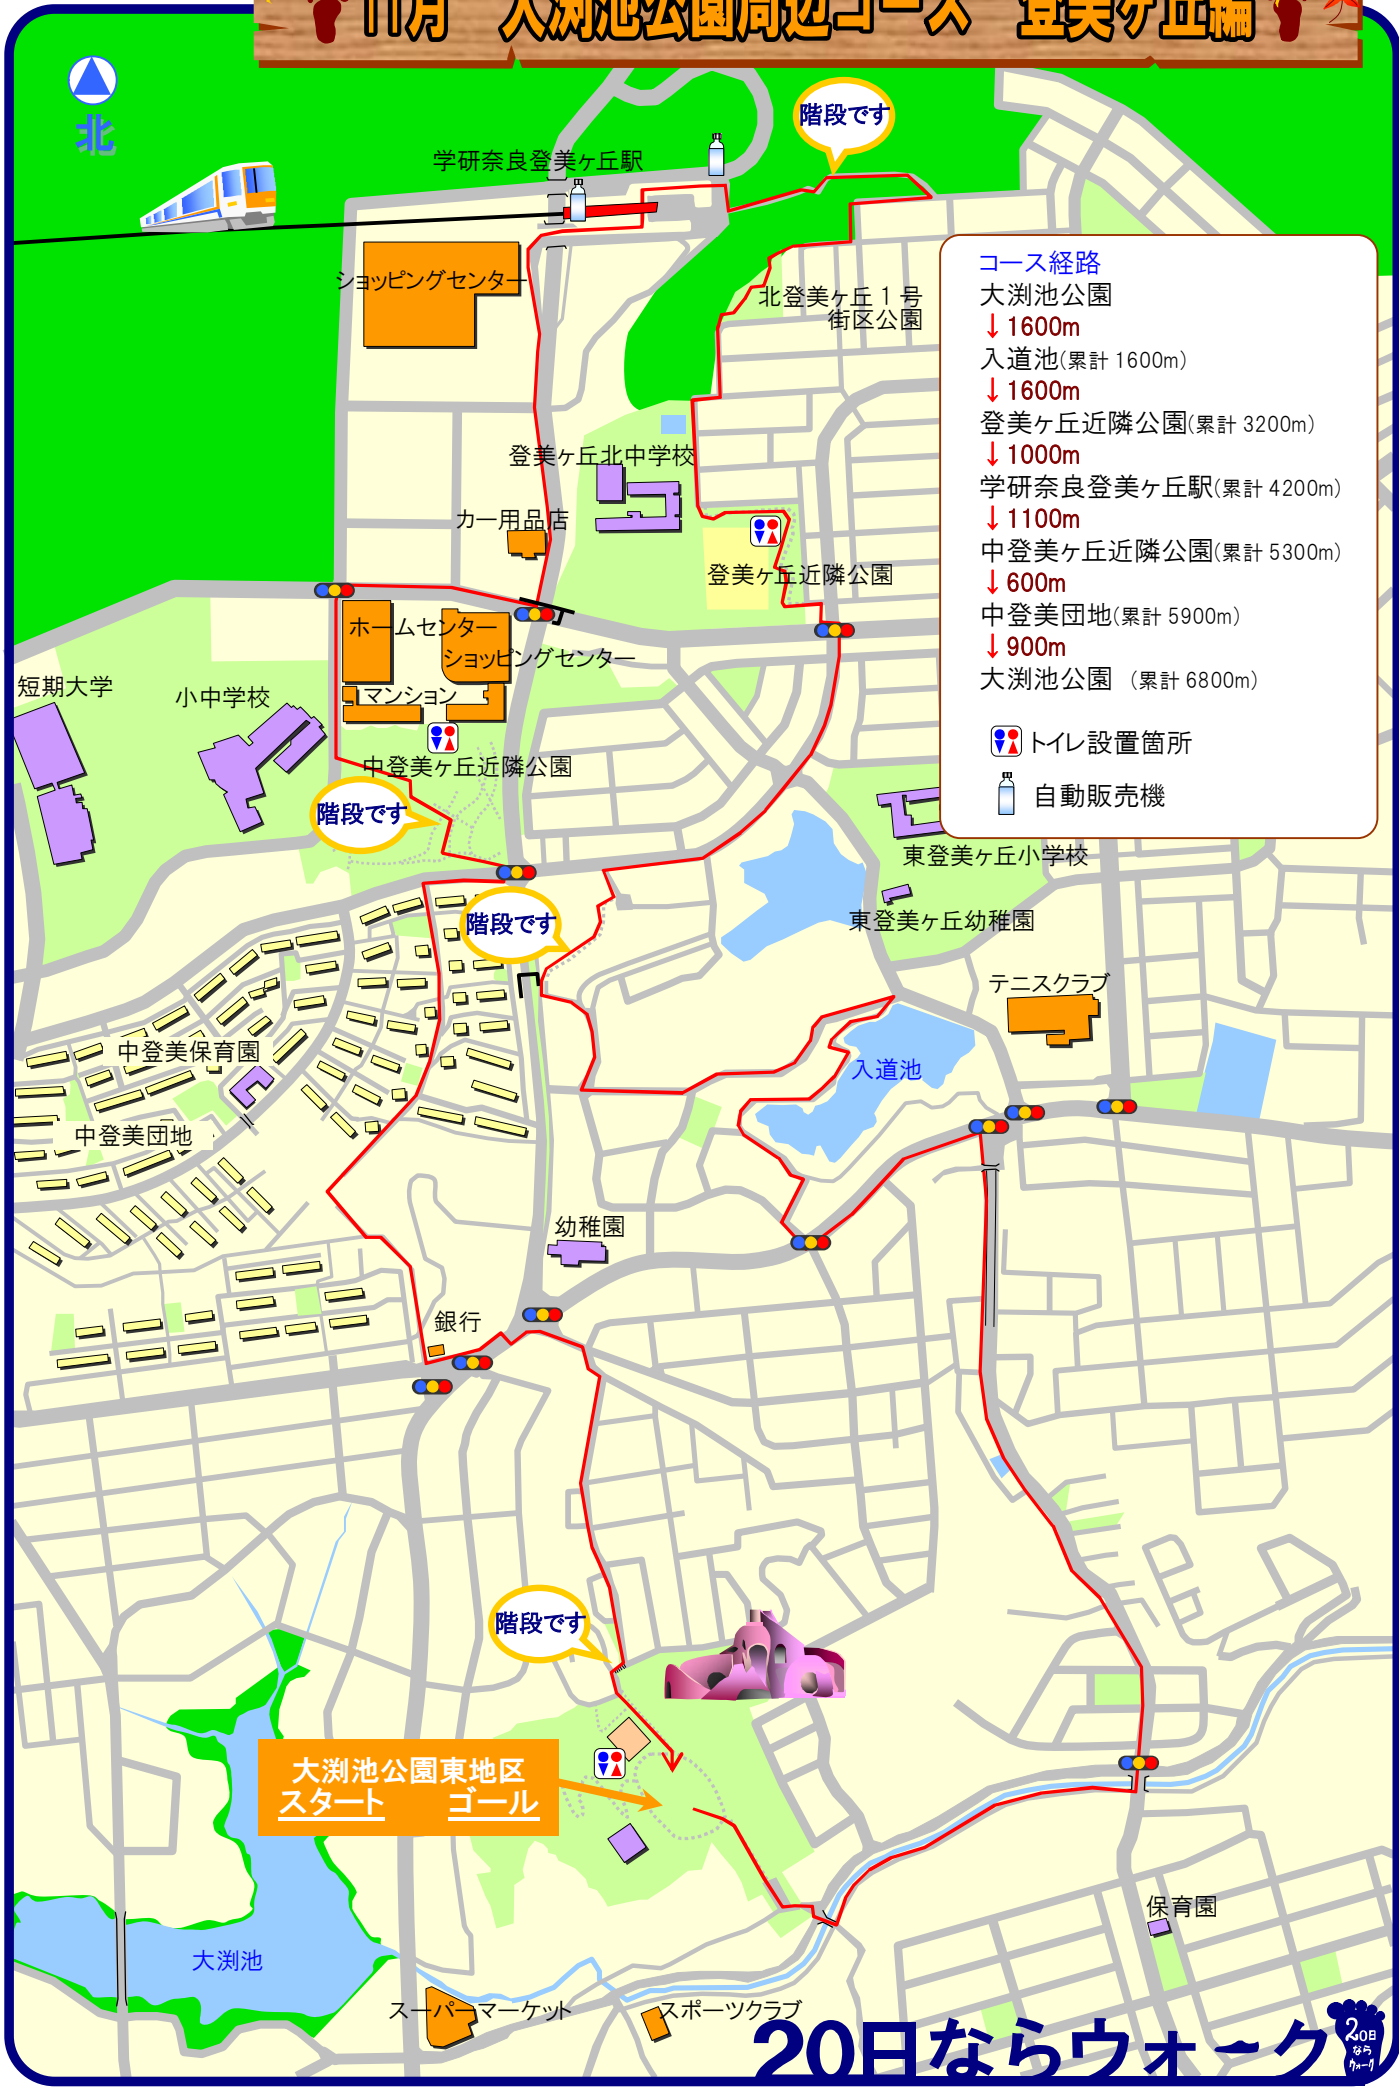 11月　大渕池公園周辺コース　登美ヶ丘編
北
階段です
学研奈良登美ヶ丘駅
ショッピングセンター
北登美ヶ丘1号
街区公園
コース経路
大渕池公園
↓1600m
入道池(累計 1600m)
↓1600m
登美ヶ丘近隣公園(累計 3200m)
↓1000m
学研奈良登美ヶ丘駅(累計 4200m)
↓1100m
中登美ヶ丘近隣公園(累計 5300m)
↓600m
中登美団地(累計 5900m)
↓900m
大渕池公園　(累計 6800m)
トイレ設置箇所
自動販売機
登美ヶ丘北中学校
カー用品店
登美ヶ丘近隣公園
ホームセンター
ショッピングセンター
マンション
短期大学
小中学校
中登美ヶ丘近隣公園
階段です
東登美ヶ丘小学校
階段です
東登美ヶ丘幼稚園
テニスクラブ
中登美保育園
入道池
中登美団地
幼稚園
銀行
階段です
大渕池公園東地区
スタート　ゴール
保育園
大渕池
スーパーマーケット
スポーツクラブ
20日ならウォーク
20日
なら
ウォーク